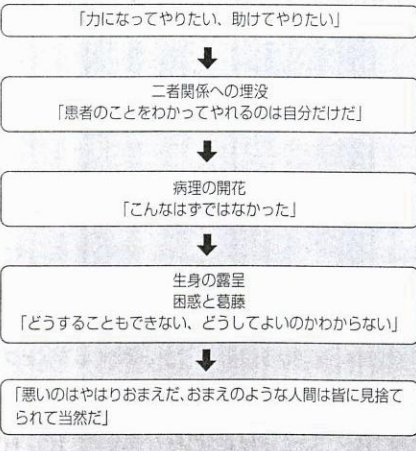 「力になってやりたい、助けてやりたい」
二者関係への埋没
「患者のことをわかってやれるのは自分だけだ」
病理の開花
「こんなはずではなかった」
生身の露呈
困惑と葛藤
「どうすることもできない、どうしてよいのかわからない」
「悪いのはやはりおまえだ、おまえのような人間は皆に見捨て
られて当然だ」